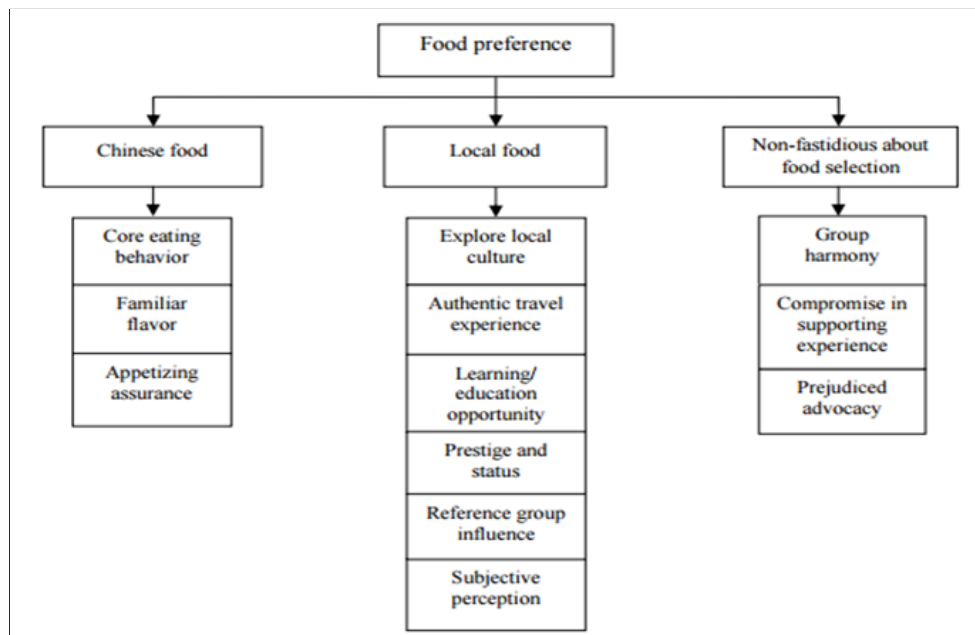 Food preference
Chinese food
Local food
Non-fastidious about
food selection
Core eating
behavior
Familiar
flavor
Appetizing
assurance
Explore local
culture
Authentic travel
experience
Learning/
education
opportunity
Prestige and
status
Reference group
influence
Subjective
perception
Group
harmony
Compromise in
supporting
experience
Prejudiced
advocacy